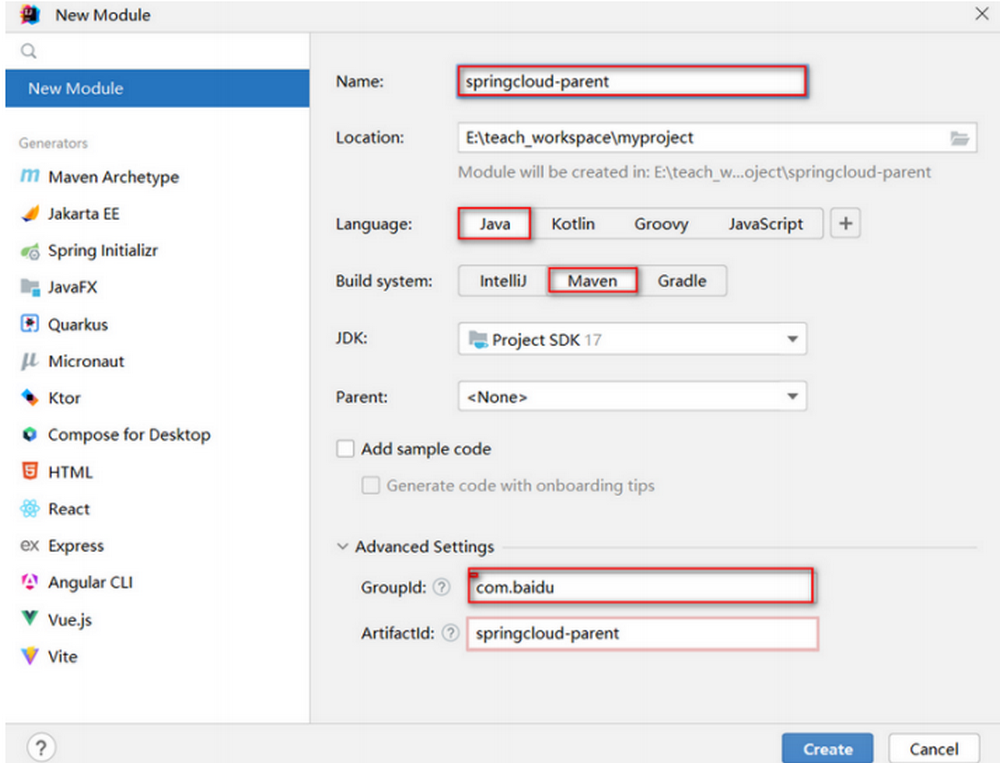 New Module
New Module
Generators
Maven Archetype
Jakarta EE
Spring Initializr
JavaFX
Quarkus
Micronaut
Ktor
Compose for Desktop
HTML
React
ex Express
Angular CLI
Vue.js
Vite
Name: springcloud-parent
Location: E:\teach_workspace\myproject
Module will be created in: E:\teach_w...oject\springcloud-parent
Language: Java Kotlin Groovy JavaScript +
Build system: IntelliJ Maven Gradle
JDK: Project SDK 17
Parent: <None>
Add sample code
Generate code with onboarding tips
Advanced Settings
GroupId: ? com.baidu
ArtifactId: ? springcloud-parent
? Create Cancel